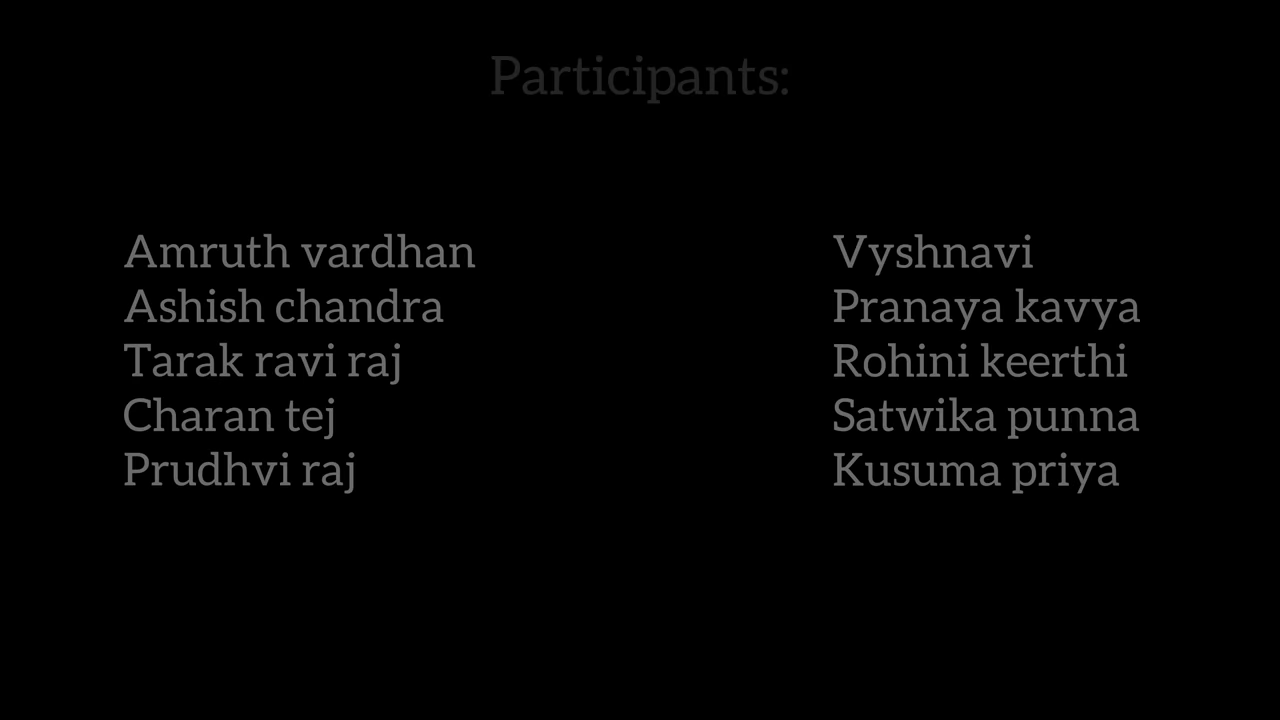 Participants:
Amruth vardhan
Ashish chandra
Tarak ravi raj
Charan tej
Prudhvi raj
Vyshnavi
Pranaya kavya
Rohini keerthi
Satwika punna
Kusuma priya